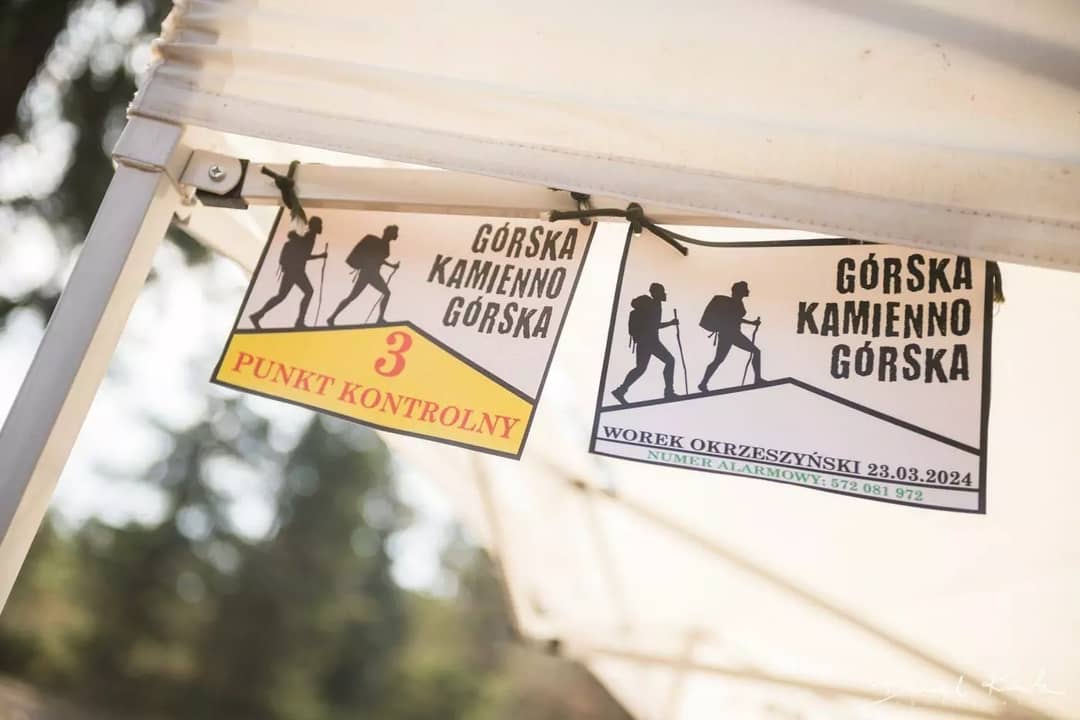 GÓRSKA
KAMIENNO
GÓRSKA
3
PUNKT KONTROLNY
GÓRSKA
KAMIENNO
GÓRSKA
WOREK OKRZESZYŃSKI 23.03.2024
NUMER ALARMOWY: 572 081 972